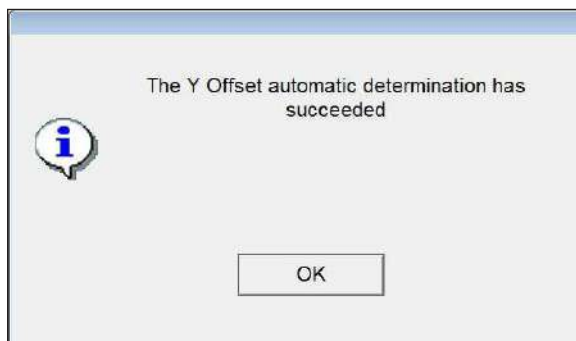 The Y Offset automatic determination has
succeeded
OK